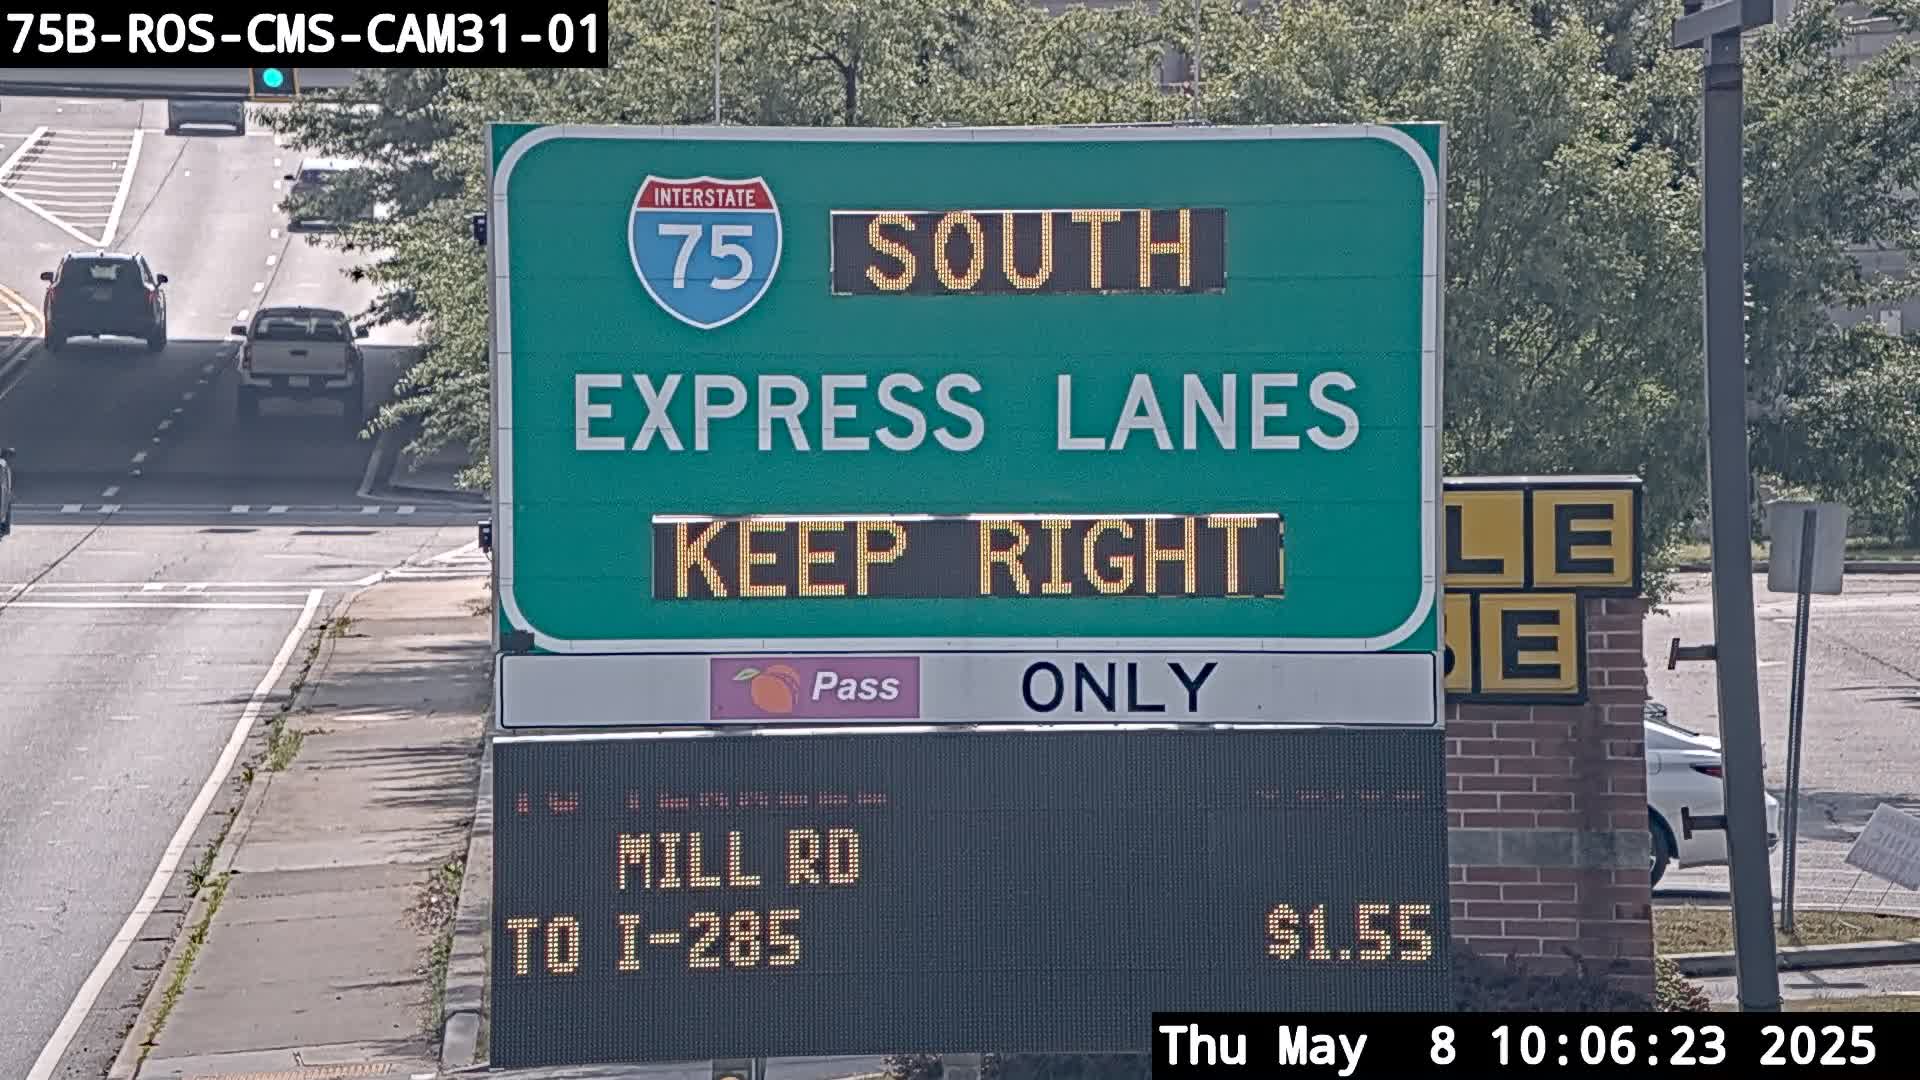 75B-ROS-CMS-CAM31-01
INTERSTATE
75
SOUTH
EXPRESS LANES
KEEP RIGHT
Pass ONLY
MILL RD
TO I-285 $1.55
LE
E
Thu May 8 10:06:23 2025